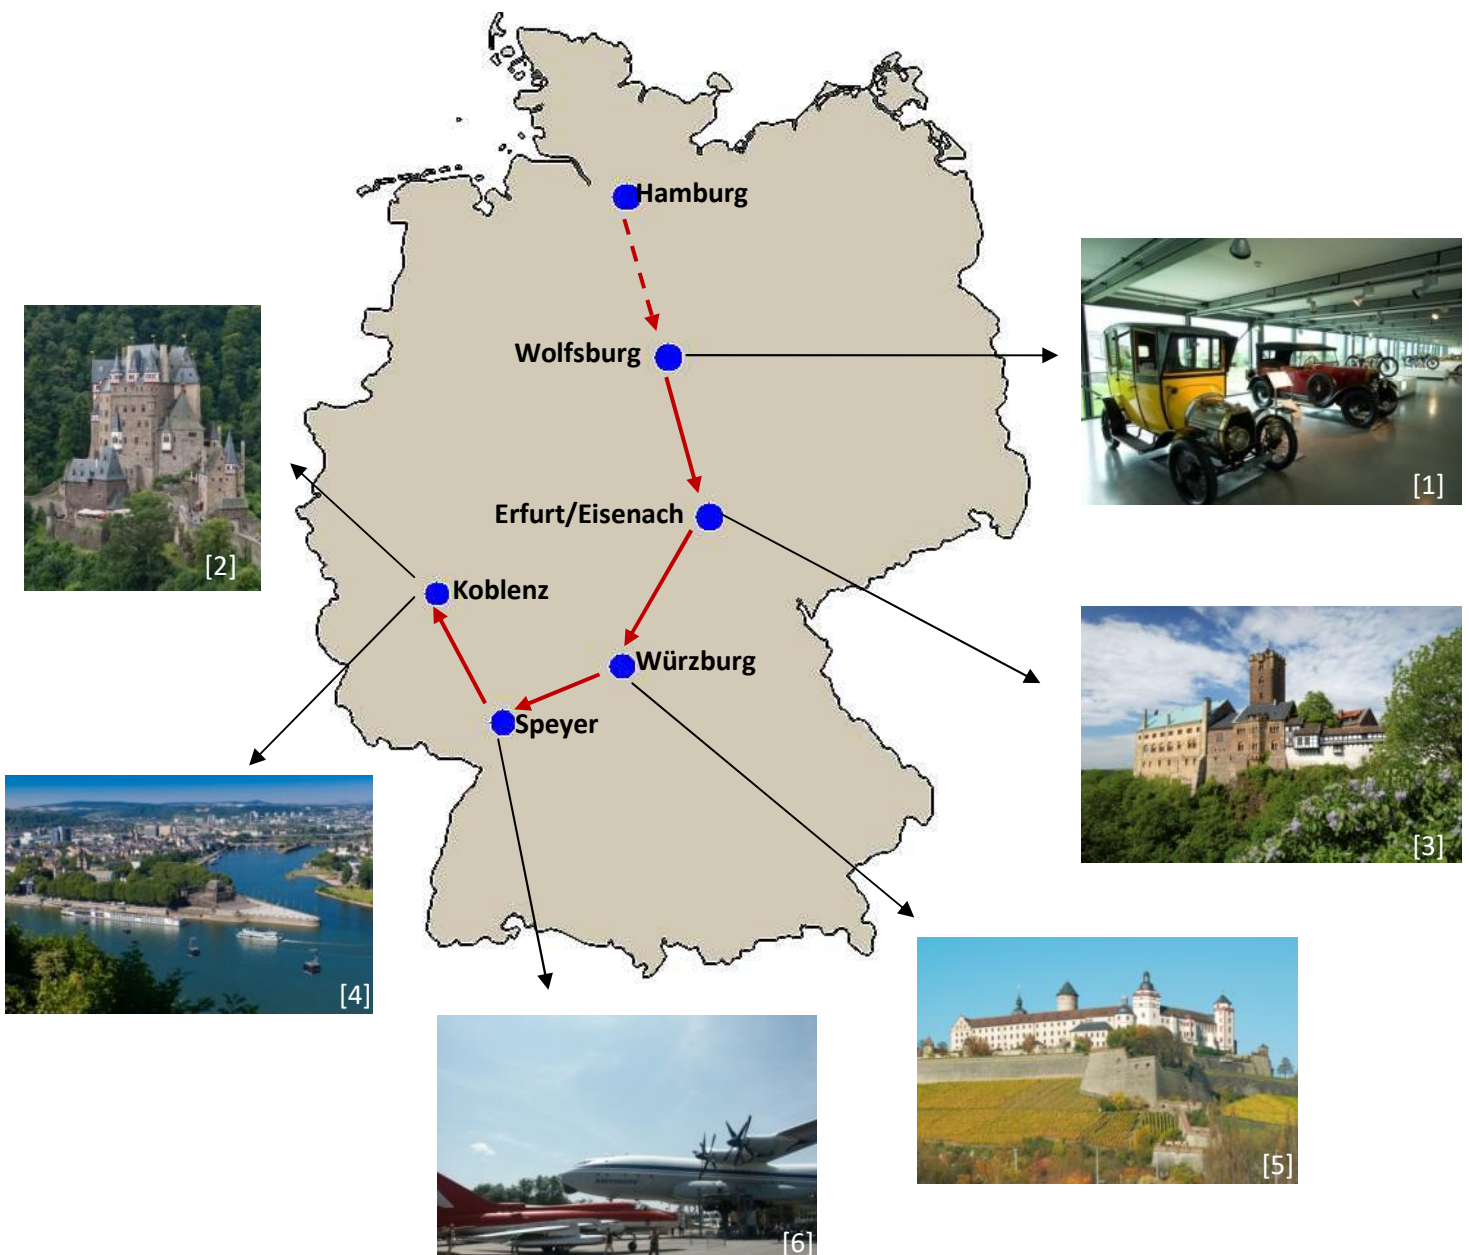 Hamburg
Wolfsburg
[1]
Erfurt/Eisenach
[2]
Koblenz
Würzburg
Speyer
[3]
[4]
[5]
[6]